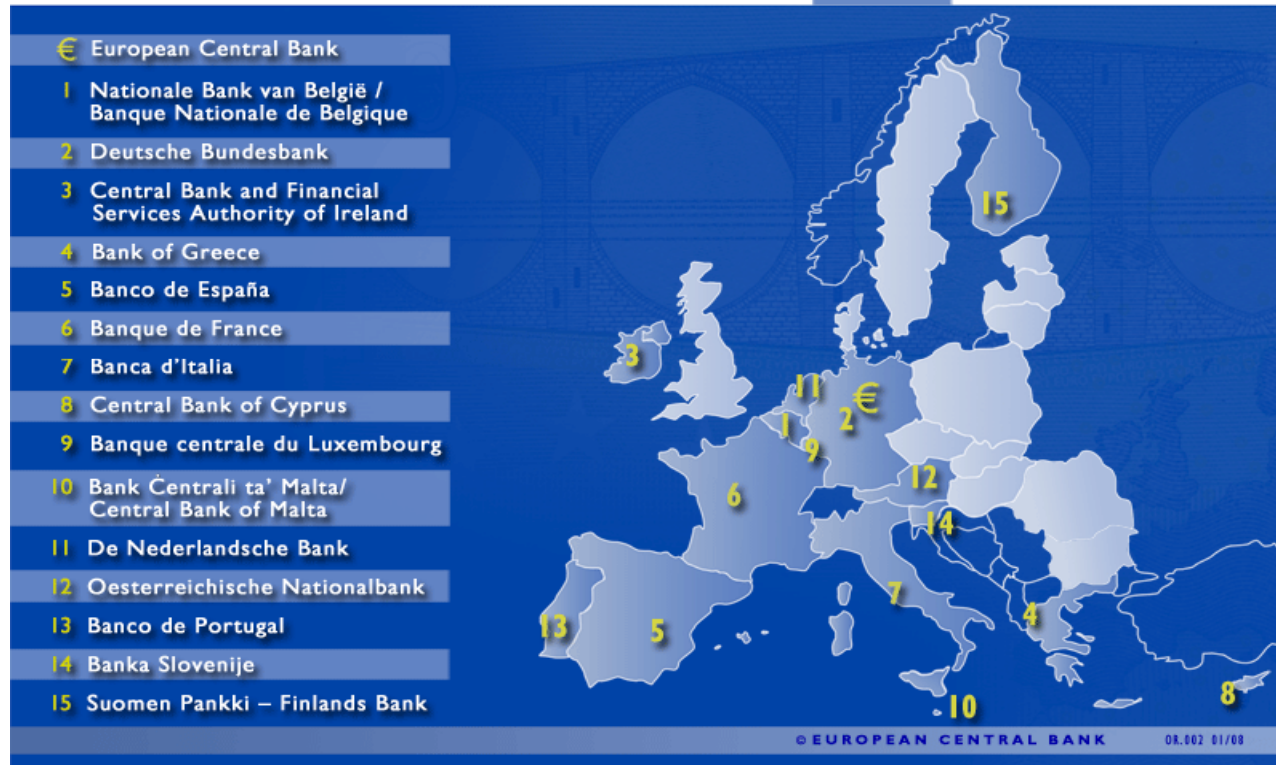 € European Central Bank
1 Nationale Bank van België /
Banque Nationale de Belgique
2 Deutsche Bundesbank
3 Central Bank and Financial
Services Authority of Ireland
4 Bank of Greece
5 Banco de España
6 Banque de France
7 Banca d'Italia
8 Central Bank of Cyprus
9 Banque centrale du Luxembourg
10 Bank Ċentrali ta' Malta/
Central Bank of Malta
11 De Nederlandsche Bank
12 Oesterreichische Nationalbank
13 Banco de Portugal
14 Banka Slovenije
15 Suomen Pankki – Finlands Bank
15
3
11
€
2
1
9
12
6
14
7
4
13
5
8
10
© EUROPEAN CENTRAL BANK OR.002 01/08